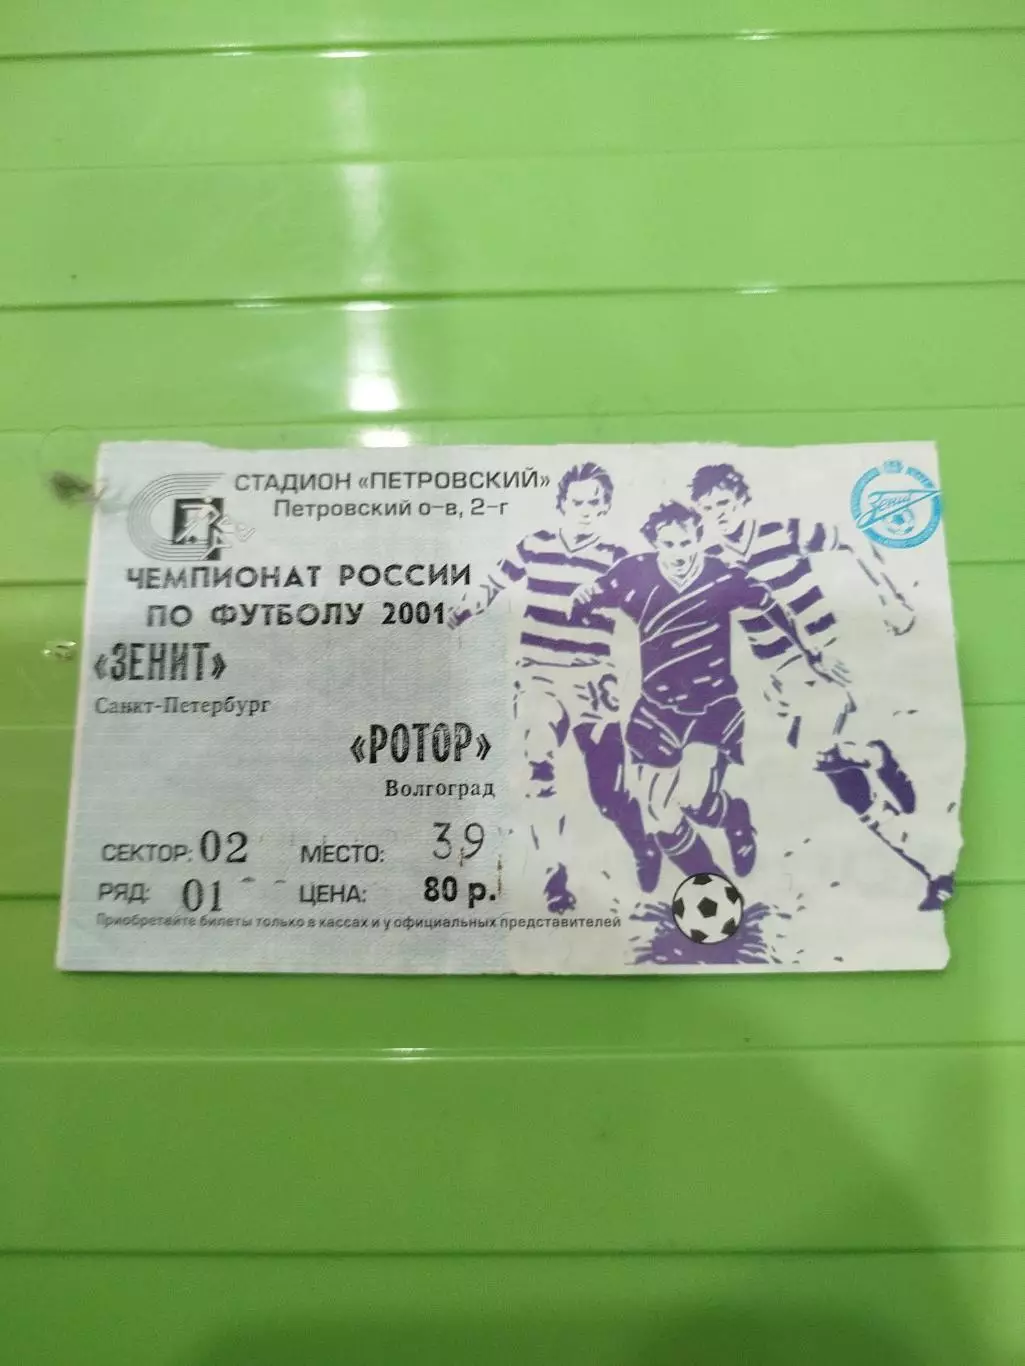 СТАДИОН «ПЕТРОВСКИЙ»
Петровский о-в, 2-г
ЧЕМПИОНАТ РОССИИ
ПО ФУТБОЛУ 2001
«ЗЕНИТ»
Санкт-Петербург
«РОТОР»
Волгоград
СЕКТОР: 02 МЕСТО: 39
РЯД: 01 ЦЕНА: 80 р.
Приобретайте билеты только в кассах и у официальных представителей
Зенит